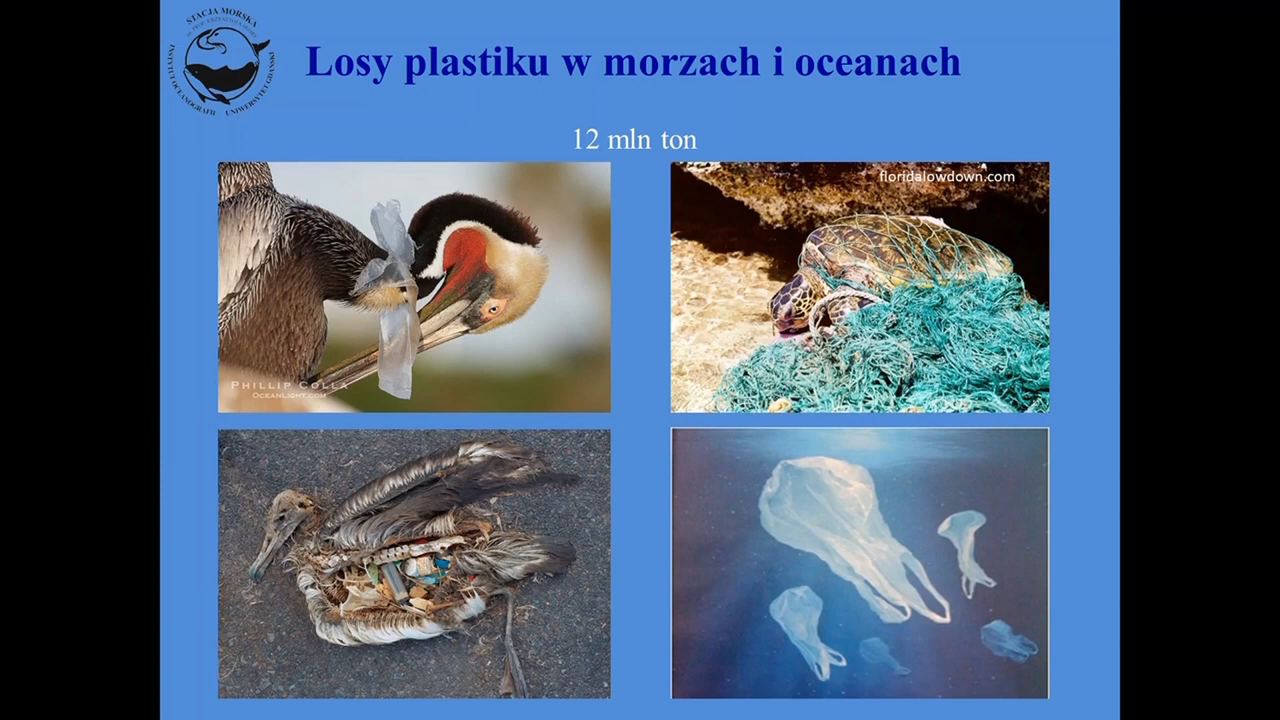 STACJA MORSKA
INSTYTUT OCEANOGRAFII UNIWERSYTET GDAŃSKI
Losy plastiku w morzach i oceanach
12 mln ton
floridalowdown.com
PHILLIP COLLA
OCEANLIGHT.COM